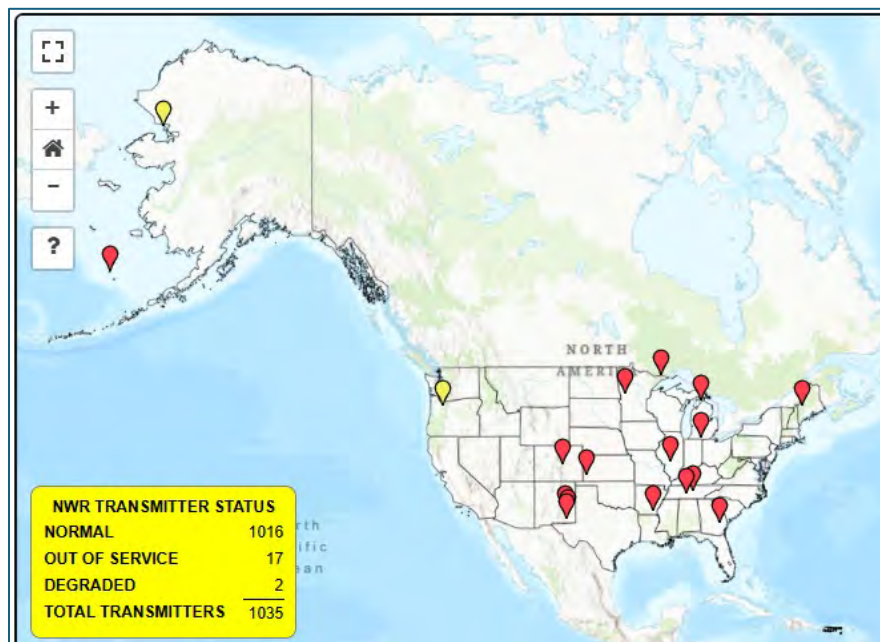 +
−
?
NORTH
AMERICA
NWR TRANSMITTER STATUS
NORMAL 1016
OUT OF SERVICE 17
DEGRADED 2
TOTAL TRANSMITTERS 1035